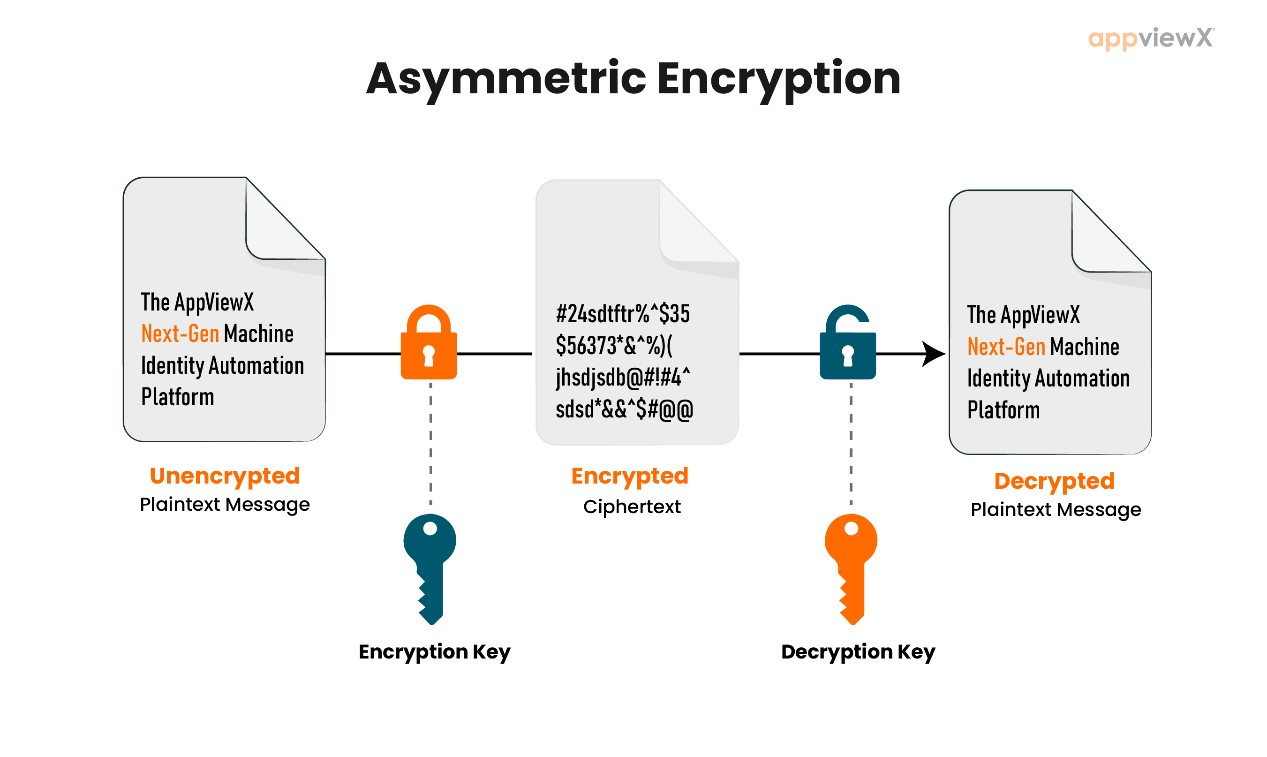 appviewX
Asymmetric Encryption
The AppViewX
Next-Gen Machine
Identity Automation
Platform
Unencrypted
Plaintext Message
#24sdtftr%^$35
$56373*&^%)(
jhsdjsdb@#!#4^
sdsd*&&^$#@@
Encrypted
Ciphertext
The AppViewX
Next-Gen Machine
Identity Automation
Platform
Decrypted
Plaintext Message
Encryption Key
Decryption Key